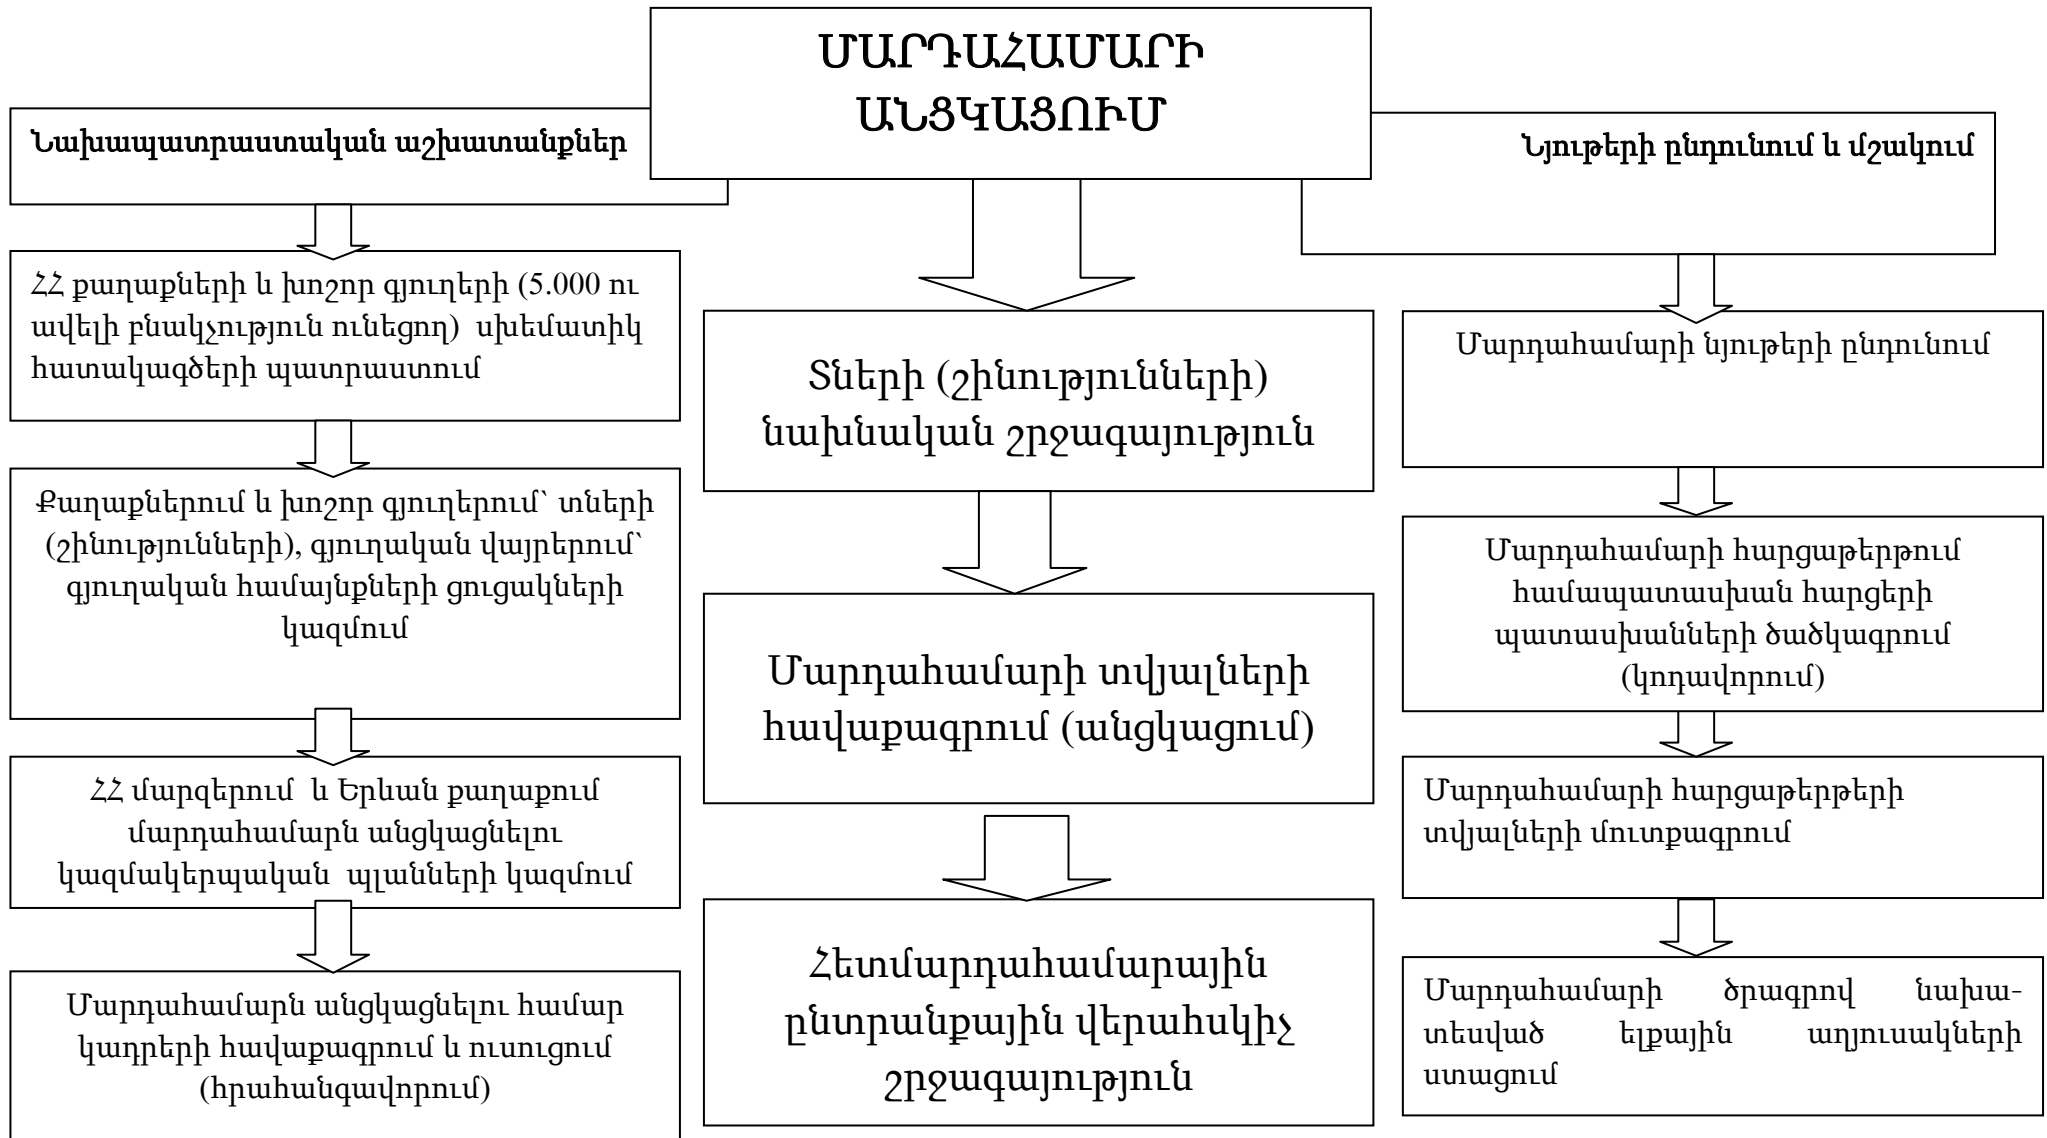 ՄԱՐԴԱՀԱՄԱՐԻ
ԱՆՑԿԱՑՈՒՄ
Նախապատրաստական աշխատանքներ
ՀՀ քաղաքների և խոշոր գյուղերի (5.000 ու
ավելի բնակչություն ունեցող) սխեմատիկ
հատակագծերի պատրաստում
Քաղաքներում և խոշոր գյուղերում` տների
(շինությունների), գյուղական վայրերում`
գյուղական համայնքների ցուցակների
կազմում
ՀՀ մարզերում և Երևան քաղաքում
մարդահամարն անցկացնելու
կազմակերպական պլանների կազմում
Մարդահամարն անցկացնելու համար
կադրերի հավաքագրում և ուսուցում
(հրահանգավորում)
Տների (շինությունների)
նախնական շրջագայություն
Մարդահամարի տվյալների
հավաքագրում (անցկացում)
Հետմարդահամարային
ընտրանքային վերահսկիչ
շրջագայություն
Նյութերի ընդունում և մշակում
Մարդահամարի նյութերի ընդունում
Մարդահամարի հարցաթերթում
համապատասխան հարցերի
պատասխանների ծածկագրում
(կոդավորում)
Մարդահամարի հարցաթերթերի
տվյալների մուտքագրում
Մարդահամարի ծրագրով նախա-
տեսված ելքային աղյուսակների
ստացում